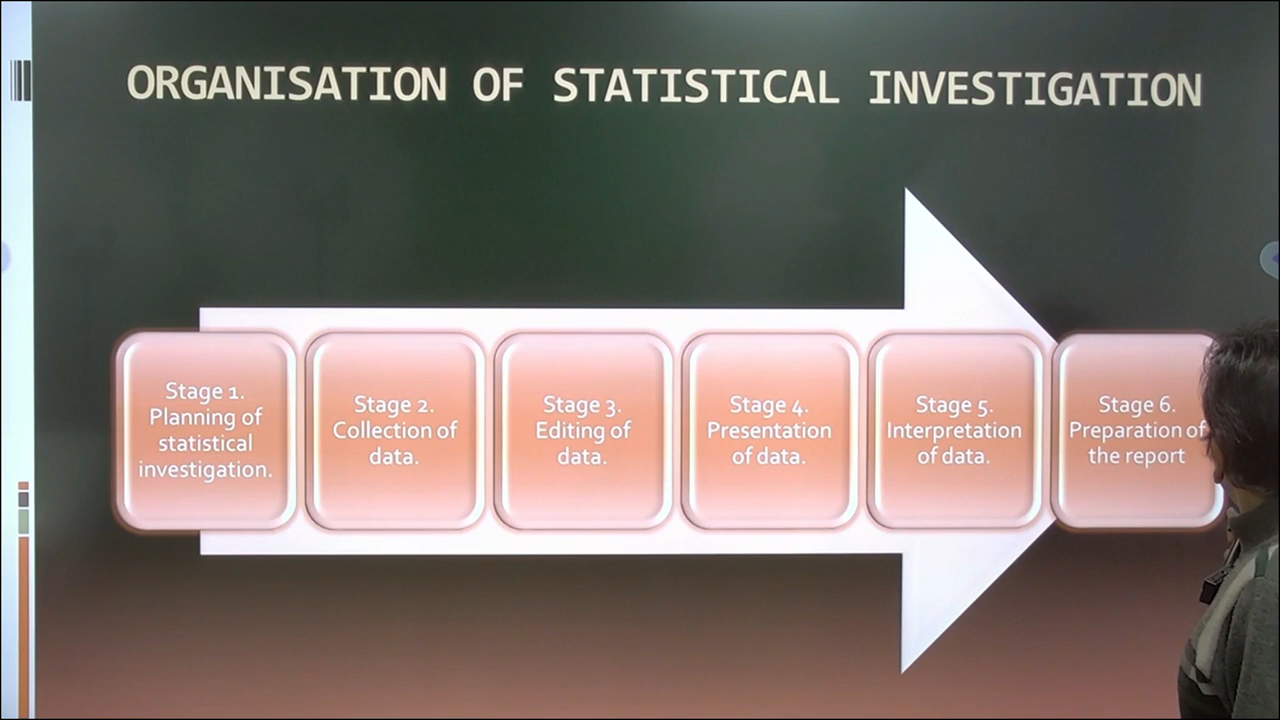 ORGANISATION OF STATISTICAL INVESTIGATION
Stage 1.
Planning of
statistical
investigation.
Stage 2.
Collection of
data.
Stage 3.
Editing of
data.
Stage 4.
Presentation
of data.
Stage 5.
Interpretation
of data.
Stage 6.
Preparation of
the report